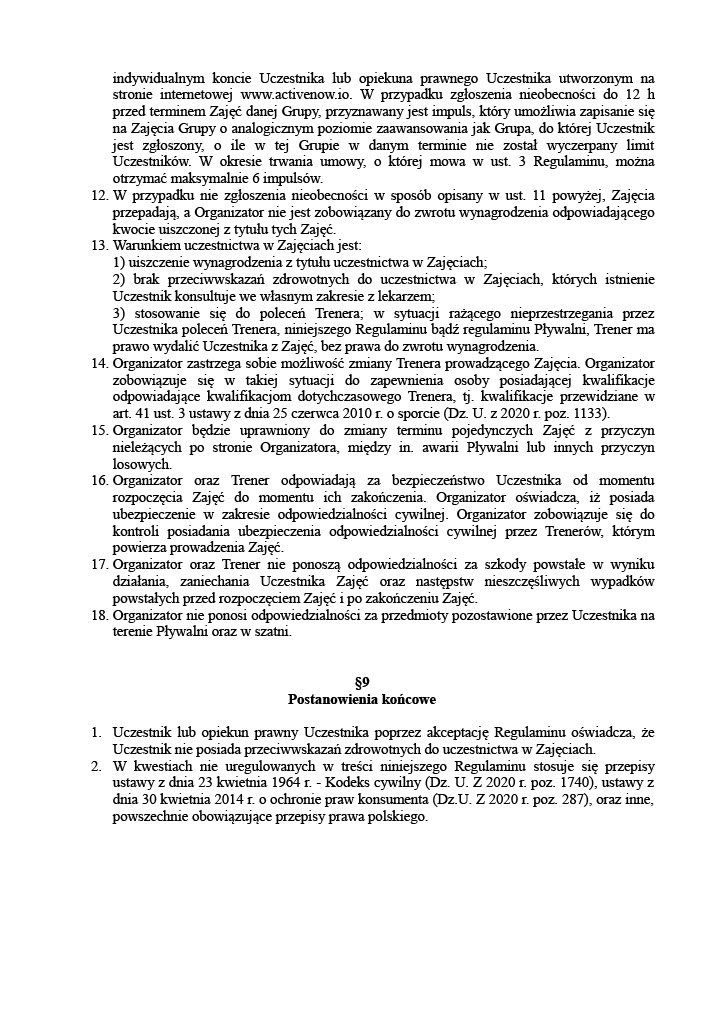 indywidualnym koncie Uczestnika lub opiekuna prawnego Uczestnika utworzonym na
stronie internetowej www.activenow.io. W przypadku zgłoszenia nieobecności do 12 h
przed terminem Zajęć danej Grupy, przyznawany jest impuls, który umożliwia zapisanie się
na Zajęcia Grupy o analogicznym poziomie zaawansowania jak Grupa, do której Uczestnik
jest zgłoszony, o ile w tej Grupie w danym terminie nie został wyczerpany limit
Uczestników. W okresie trwania umowy, o której mowa w ust. 3 Regulaminu, można
otrzymać maksymalnie 6 impulsów.
12. W przypadku nie zgłoszenia nieobecności w sposób opisany w ust. 11 powyżej, Zajęcia
przepadają, a Organizator nie jest zobowiązany do zwrotu wynagrodzenia odpowiadającego
kwocie uiszczonej z tytułu tych Zajęć.
13. Warunkiem uczestnictwa w Zajęciach jest:
1) uiszczenie wynagrodzenia z tytułu uczestnictwa w Zajęciach;
2) brak przeciwwskazań zdrowotnych do uczestnictwa w Zajęciach, których istnienie
Uczestnik konsultuje we własnym zakresie z lekarzem;
3) stosowanie się do poleceń Trenera; w sytuacji rażącego nieprzestrzegania przez
Uczestnika poleceń Trenera, niniejszego Regulaminu bądź regulaminu Pływalni, Trener ma
prawo wydalić Uczestnika z Zajęć, bez prawa do zwrotu wynagrodzenia.
14. Organizator zastrzega sobie możliwość zmiany Trenera prowadzącego Zajęcia. Organizator
zobowiązuje się w takiej sytuacji do zapewnienia osoby posiadającej kwalifikacje
odpowiadające kwalifikacjom dotychczasowego Trenera, tj. kwalifikacje przewidziane w
art. 41 ust. 3 ustawy z dnia 25 czerwca 2010 r. o sporcie (Dz. U. z 2020 r. poz. 1133).
15. Organizator będzie uprawniony do zmiany terminu pojedynczych Zajęć z przyczyn
nieleżących po stronie Organizatora, między in. awarii Pływalni lub innych przyczyn
losowych.
16. Organizator oraz Trener odpowiadają za bezpieczeństwo Uczestnika od momentu
rozpoczęcia Zajęć do momentu ich zakończenia. Organizator oświadcza, iż posiada
ubezpieczenie w zakresie odpowiedzialności cywilnej. Organizator zobowiązuje się do
kontroli posiadania ubezpieczenia odpowiedzialności cywilnej przez Trenerów, którym
powierza prowadzenia Zajęć.
17. Organizator oraz Trener nie ponoszą odpowiedzialności za szkody powstałe w wyniku
działania, zaniechania Uczestnika Zajęć oraz następstw nieszczęśliwych wypadków
powstałych przed rozpoczęciem Zajęć i po zakończeniu Zajęć.
18. Organizator nie ponosi odpowiedzialności za przedmioty pozostawione przez Uczestnika na
terenie Pływalni oraz w szatni.
§9
Postanowienia końcowe
1. Uczestnik lub opiekun prawny Uczestnika poprzez akceptację Regulaminu oświadcza, że
Uczestnik nie posiada przeciwwskazań zdrowotnych do uczestnictwa w Zajęciach.
2. W kwestiach nie uregulowanych w treści niniejszego Regulaminu stosuje się przepisy
ustawy z dnia 23 kwietnia 1964 r. - Kodeks cywilny (Dz. U. Z 2020 r. poz. 1740), ustawy z
dnia 30 kwietnia 2014 r. o ochronie praw konsumenta (Dz.U. Z 2020 r. poz. 287), oraz inne,
powszechnie obowiązujące przepisy prawa polskiego.